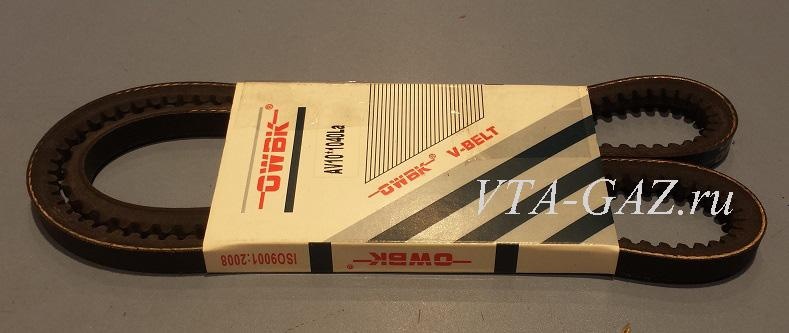 OWBK®
AV10*1040La
OWBK® V-BELT
VTA-GAZ.ru
ISO9001:2008
OWBK®